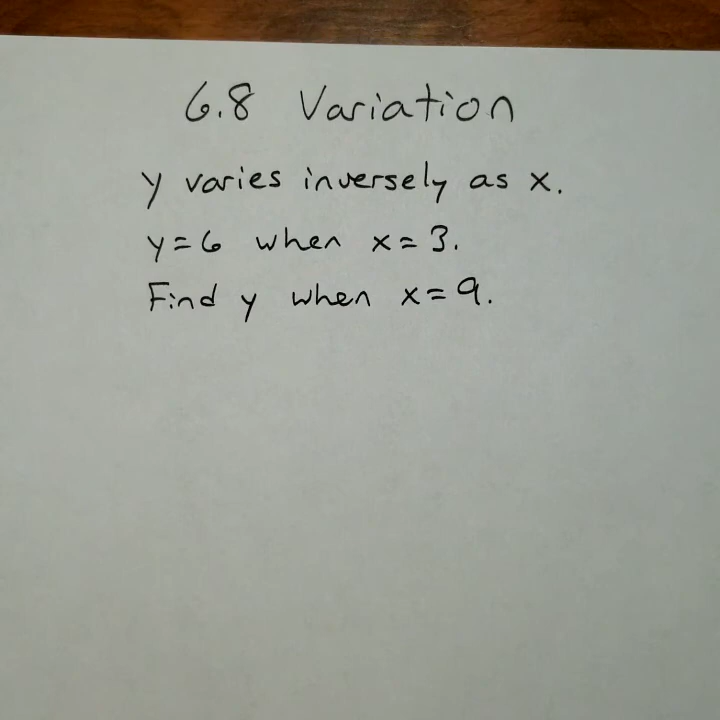 6.8 Variation
y varies inversely as x.
y=6 when x=3.
Find y when x=9.